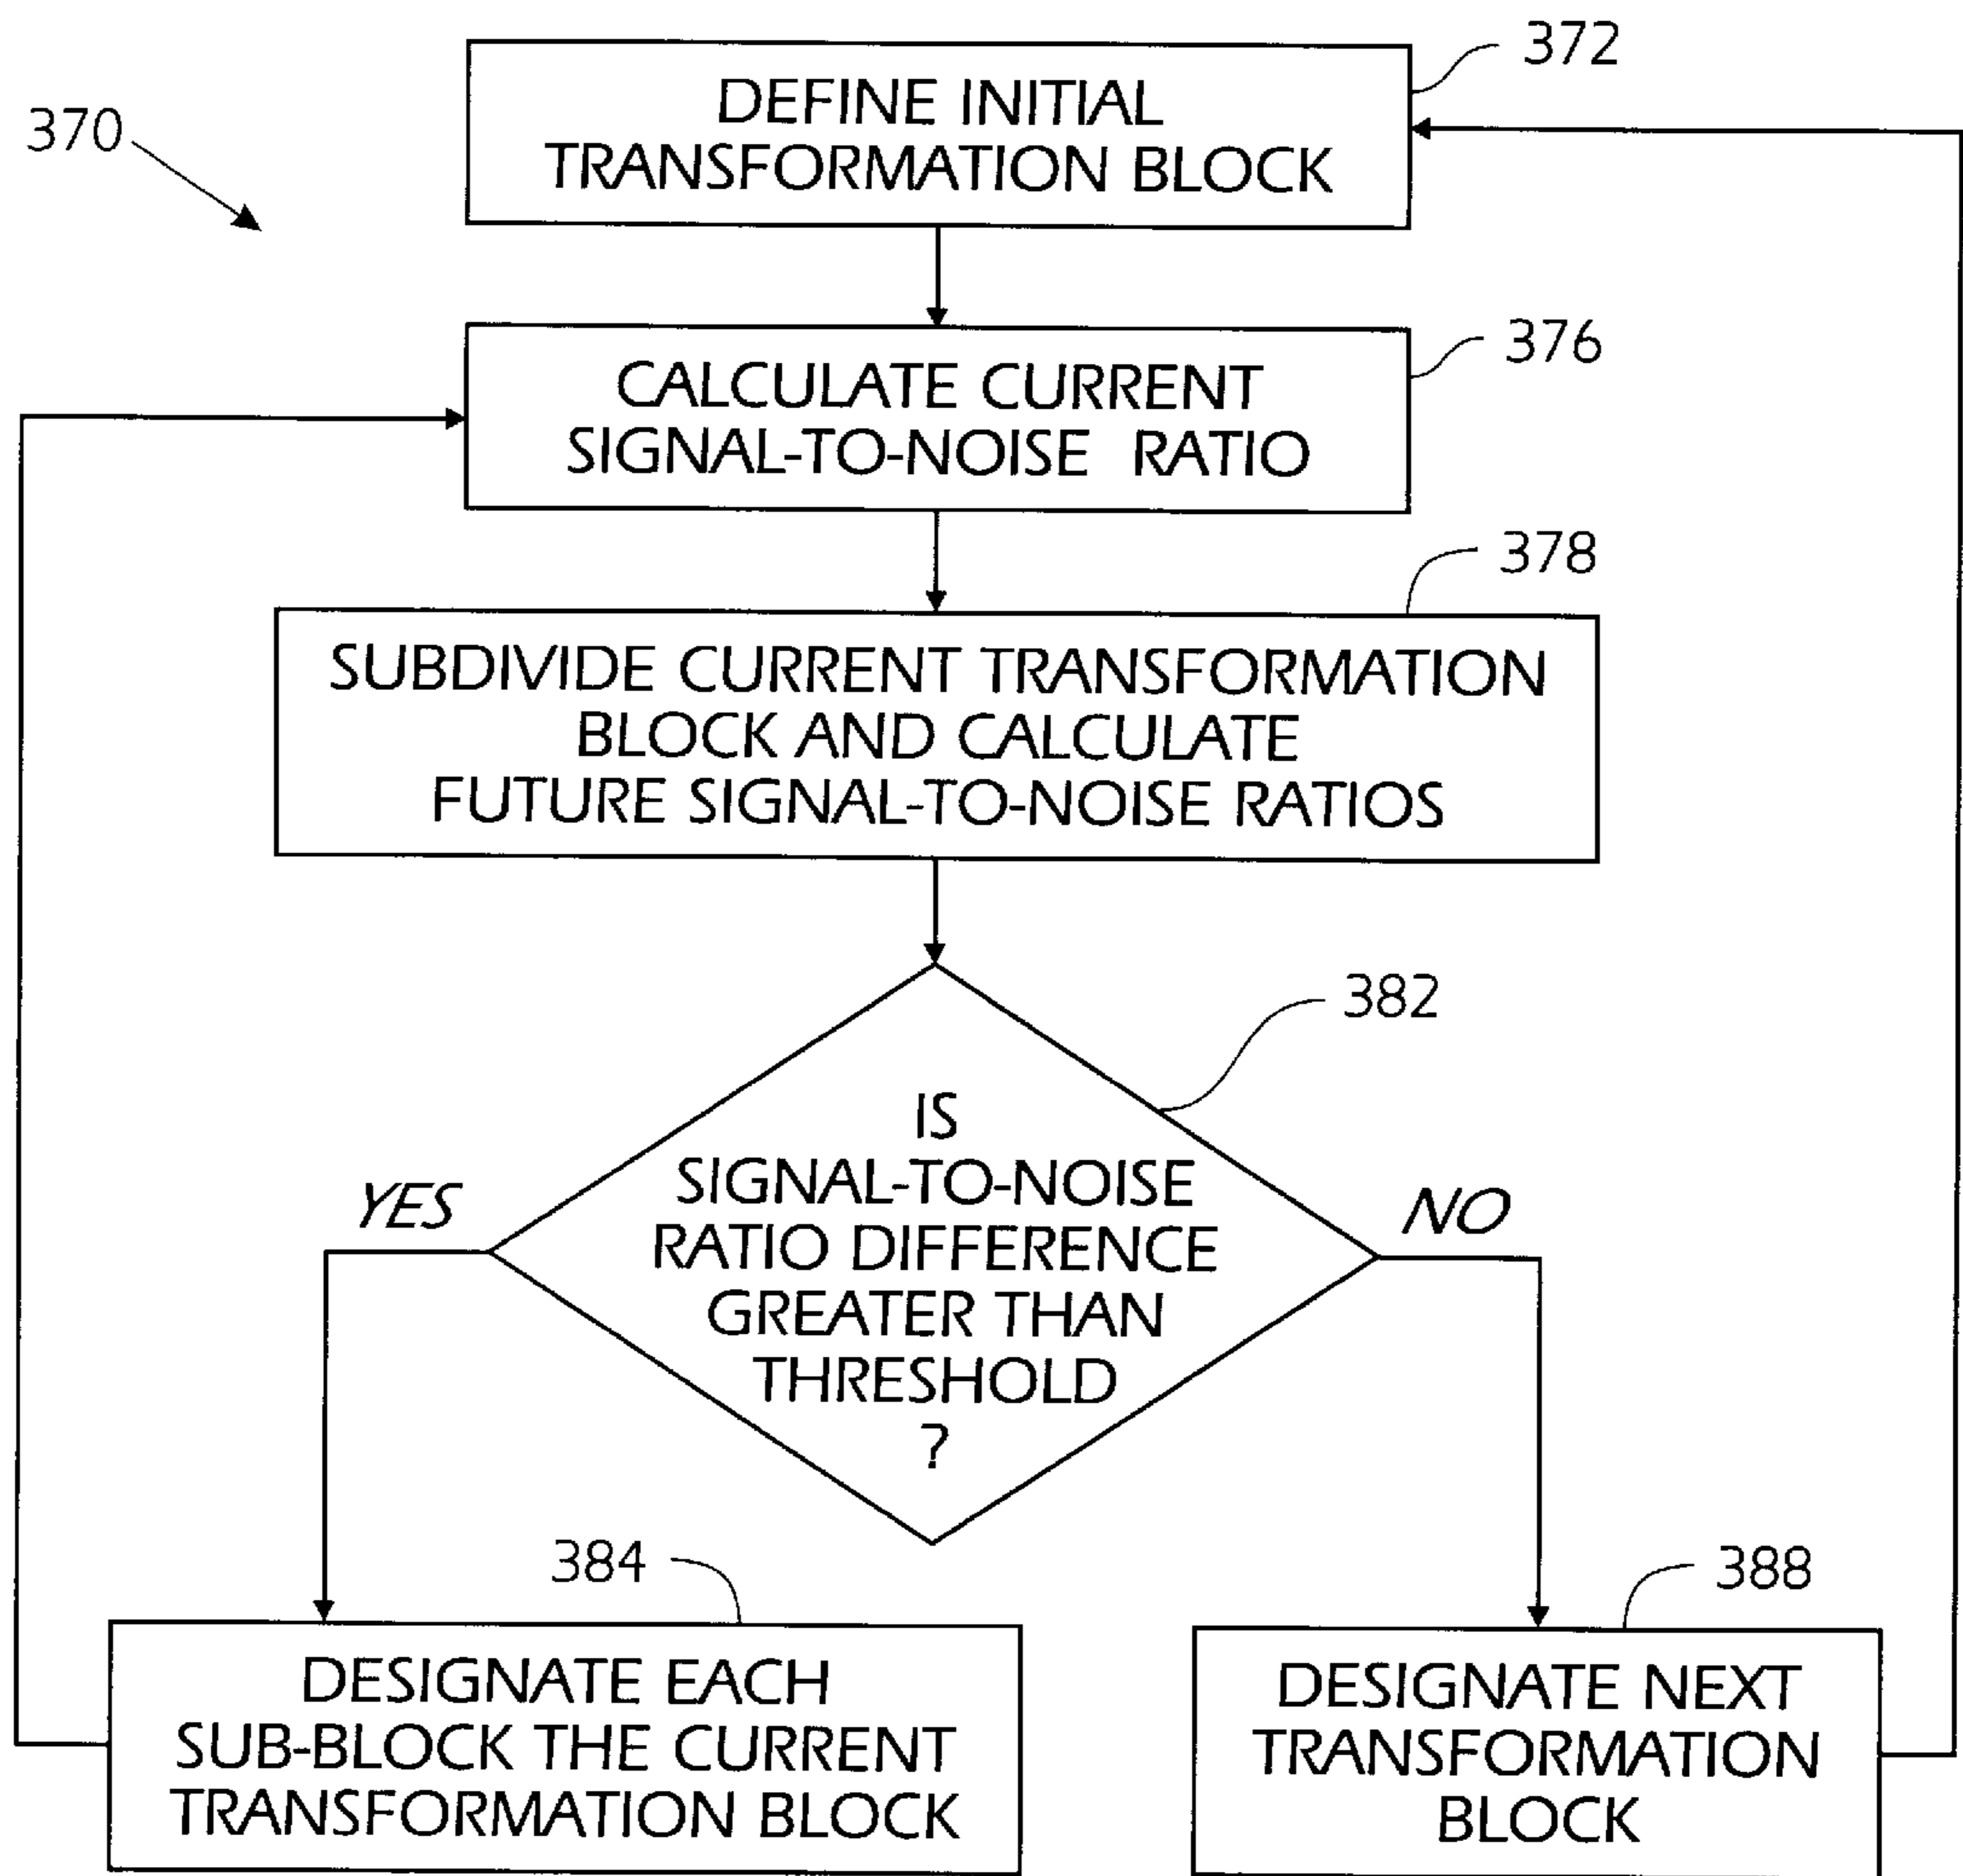 372
DEFINE INITIAL
TRANSFORMATION BLOCK
370
376
CALCULATE CURRENT
SIGNAL-TO-NOISE RATIO
378
SUBDIVIDE CURRENT TRANSFORMATION
BLOCK AND CALCULATE
FUTURE SIGNAL-TO-NOISE RATIOS
382
IS
SIGNAL-TO-NOISE
RATIO DIFFERENCE
GREATER THAN
THRESHOLD
?
YES
NO
384
DESIGNATE EACH
SUB-BLOCK THE CURRENT
TRANSFORMATION BLOCK
388
DESIGNATE NEXT
TRANSFORMATION
BLOCK